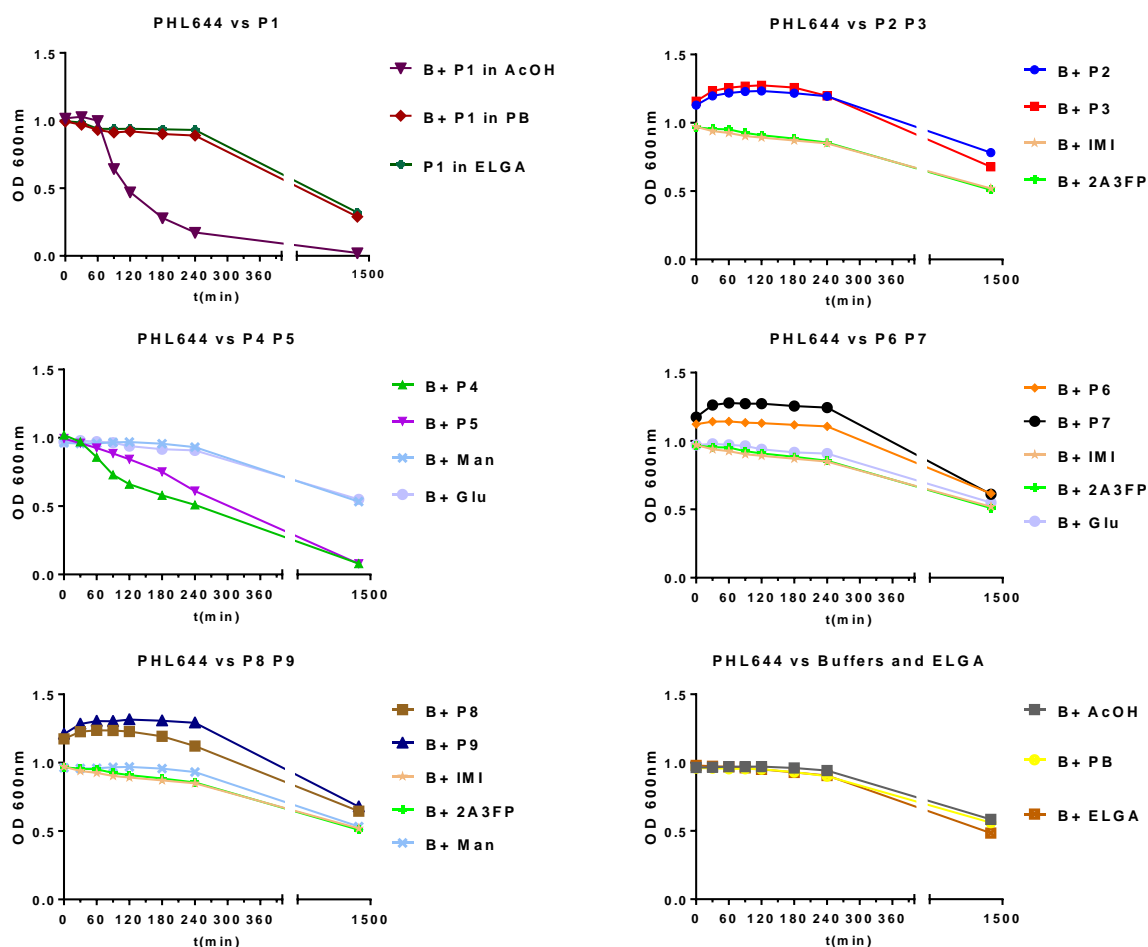 PHL644 vs P1
1.5
1.0
0.5
0.0
OD 600nm
0 60 120 180 240 300 360 1500
t(min)
B+ P1 in AcOH
B+ P1 in PB
P1 in ELGA
PHL644 vs P2 P3
1.5
1.0
0.5
0.0
OD 600nm
0 60 120 180 240 300 360 1500
t(min)
B+ P2
B+ P3
B+ IMI
B+ 2A3FP
PHL644 vs P4 P5
1.5
1.0
0.5
0.0
OD 600nm
0 60 120 180 240 300 360 1500
t(min)
B+ P4
B+ P5
B+ Man
B+ Glu
PHL644 vs P6 P7
1.5
1.0
0.5
0.0
OD 600nm
0 60 120 180 240 300 360 1500
t(min)
B+ P6
B+ P7
B+ IMI
B+ 2A3FP
B+ Glu
PHL644 vs P8 P9
1.5
1.0
0.5
0.0
OD 600nm
0 60 120 180 240 300 360 1500
t(min)
B+ P8
B+ P9
B+ IMI
B+ 2A3FP
B+ Man
PHL644 vs Buffers and ELGA
1.5
1.0
0.5
0.0
OD 600nm
0 60 120 180 240 300 360 1500
t(min)
B+ AcOH
B+ PB
B+ ELGA